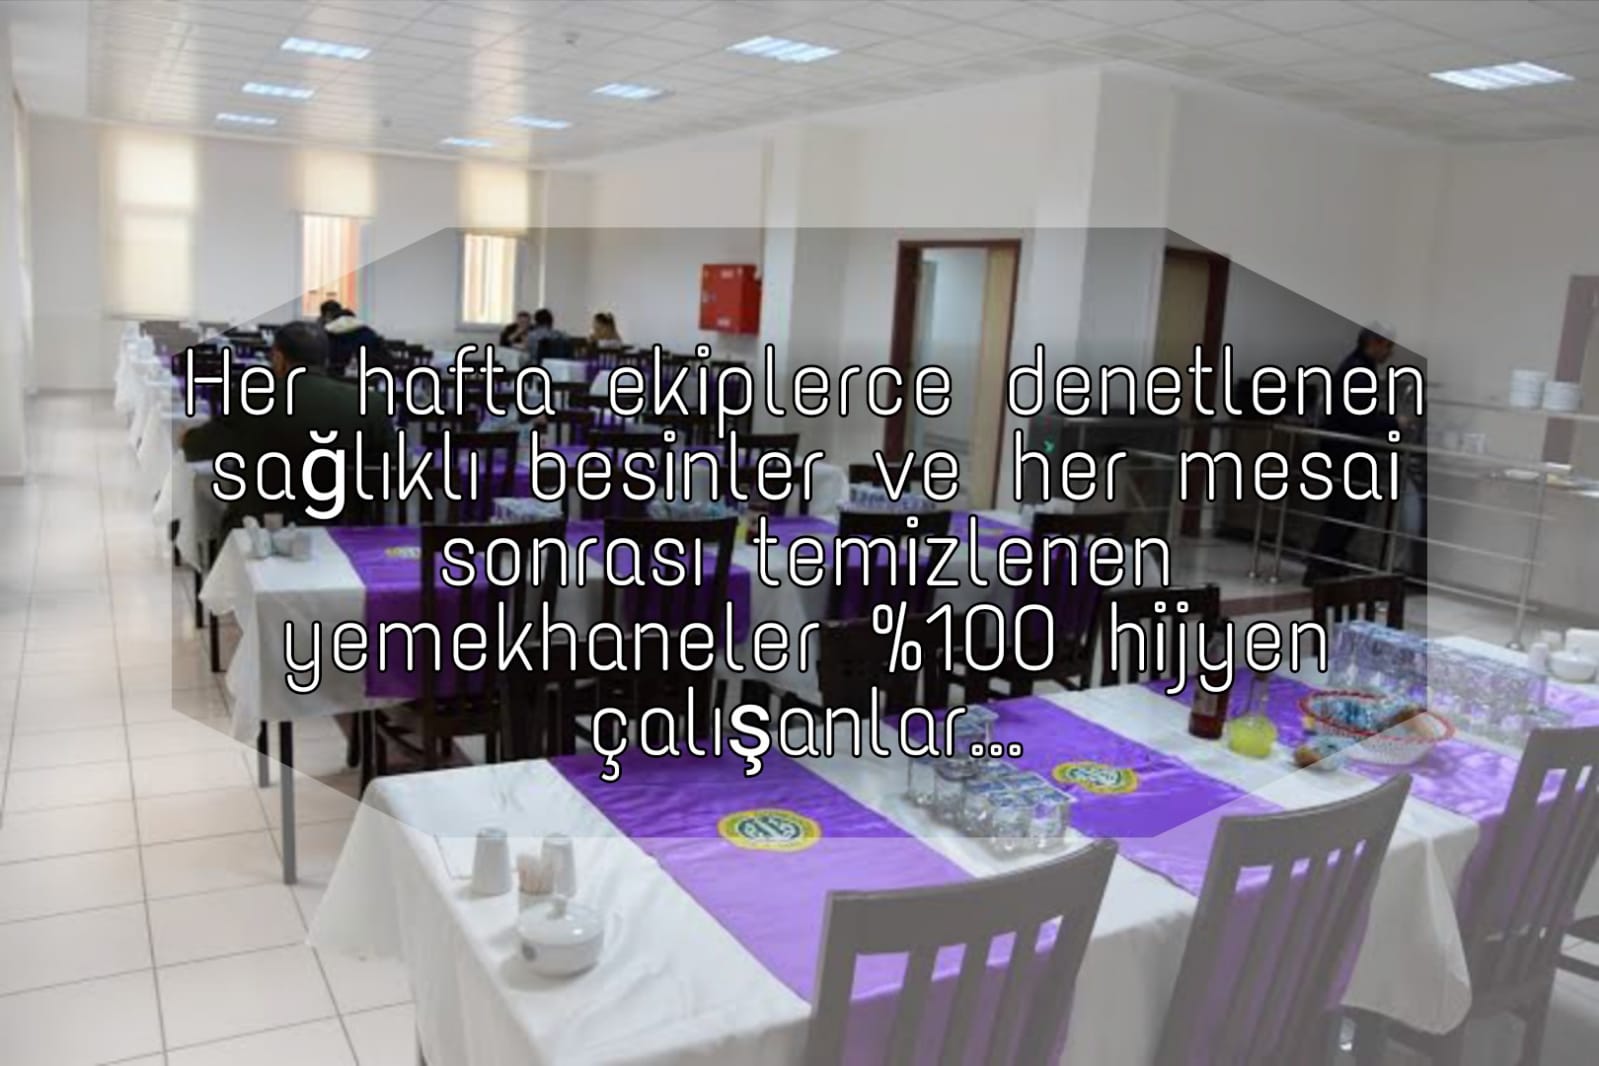 Her hafta ekiplerce denetlenen
sağlıklı besinler ve her mesai
sonrası temizlenen
yemekhaneler %100 hijyen
çalışanlar...